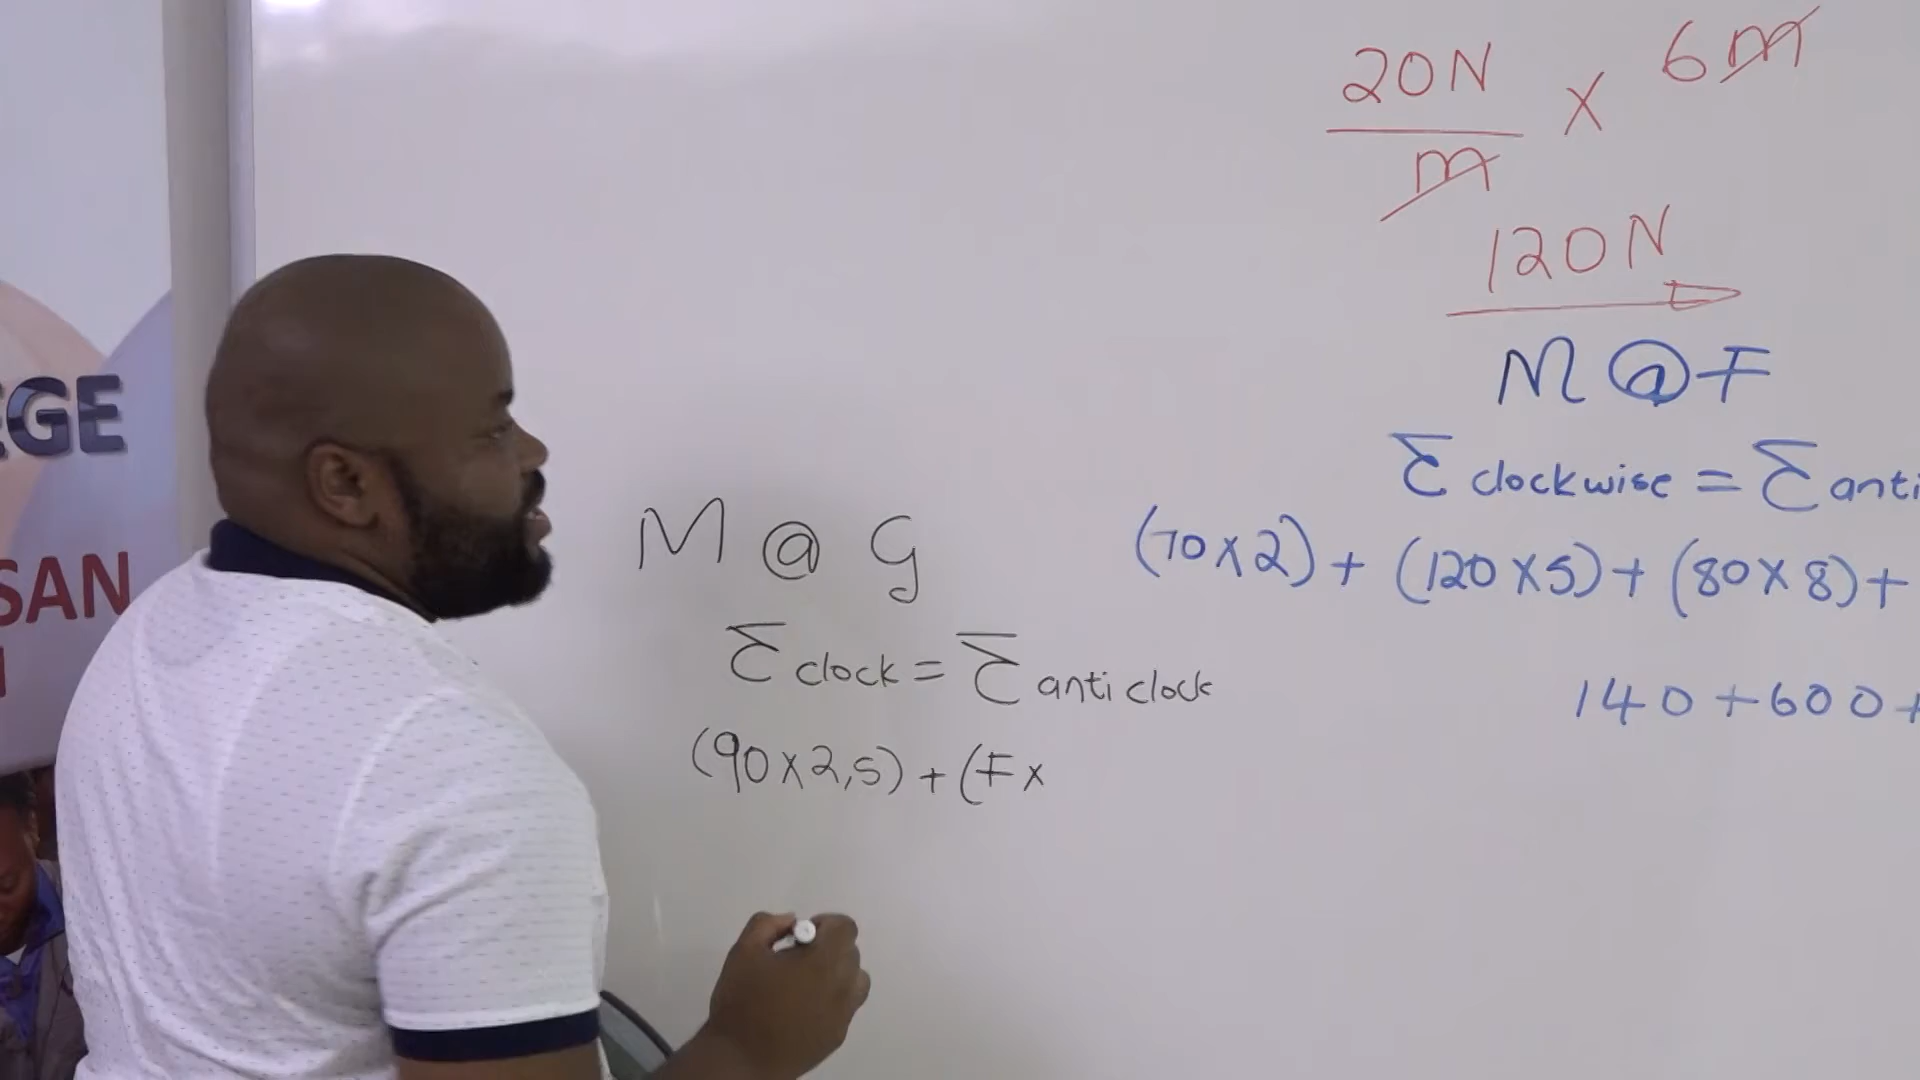 20N × 6m
m
120N
M @ F
Σ clockwise = Σ anti
(70×2) + (120×5) + (80×8) +
140 + 600 +
M @ G
Σ clock = Σ anti clock
(90×2,5) + (F×
EGE
SAN